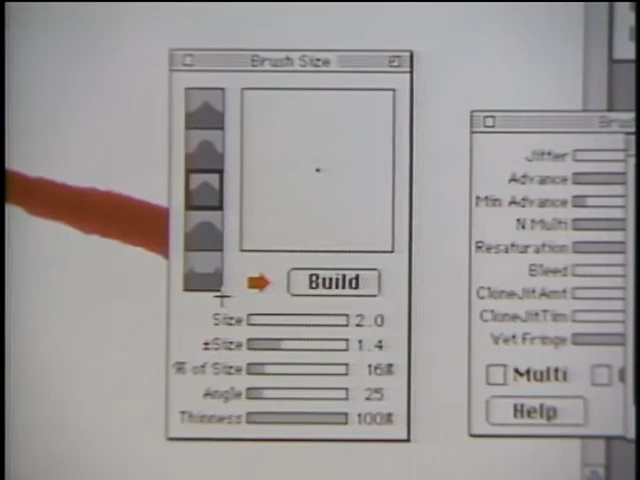 Brush Size
Build
Size 2.0
±Size 1.4
% of Size 16%
Angle 25
Thinness 100%
Jitter
Advance
Min Advance
N Multi
Resaturation
Bleed
CloneJitAmt
CloneJitTim
Wet Fringe
Multi
Help